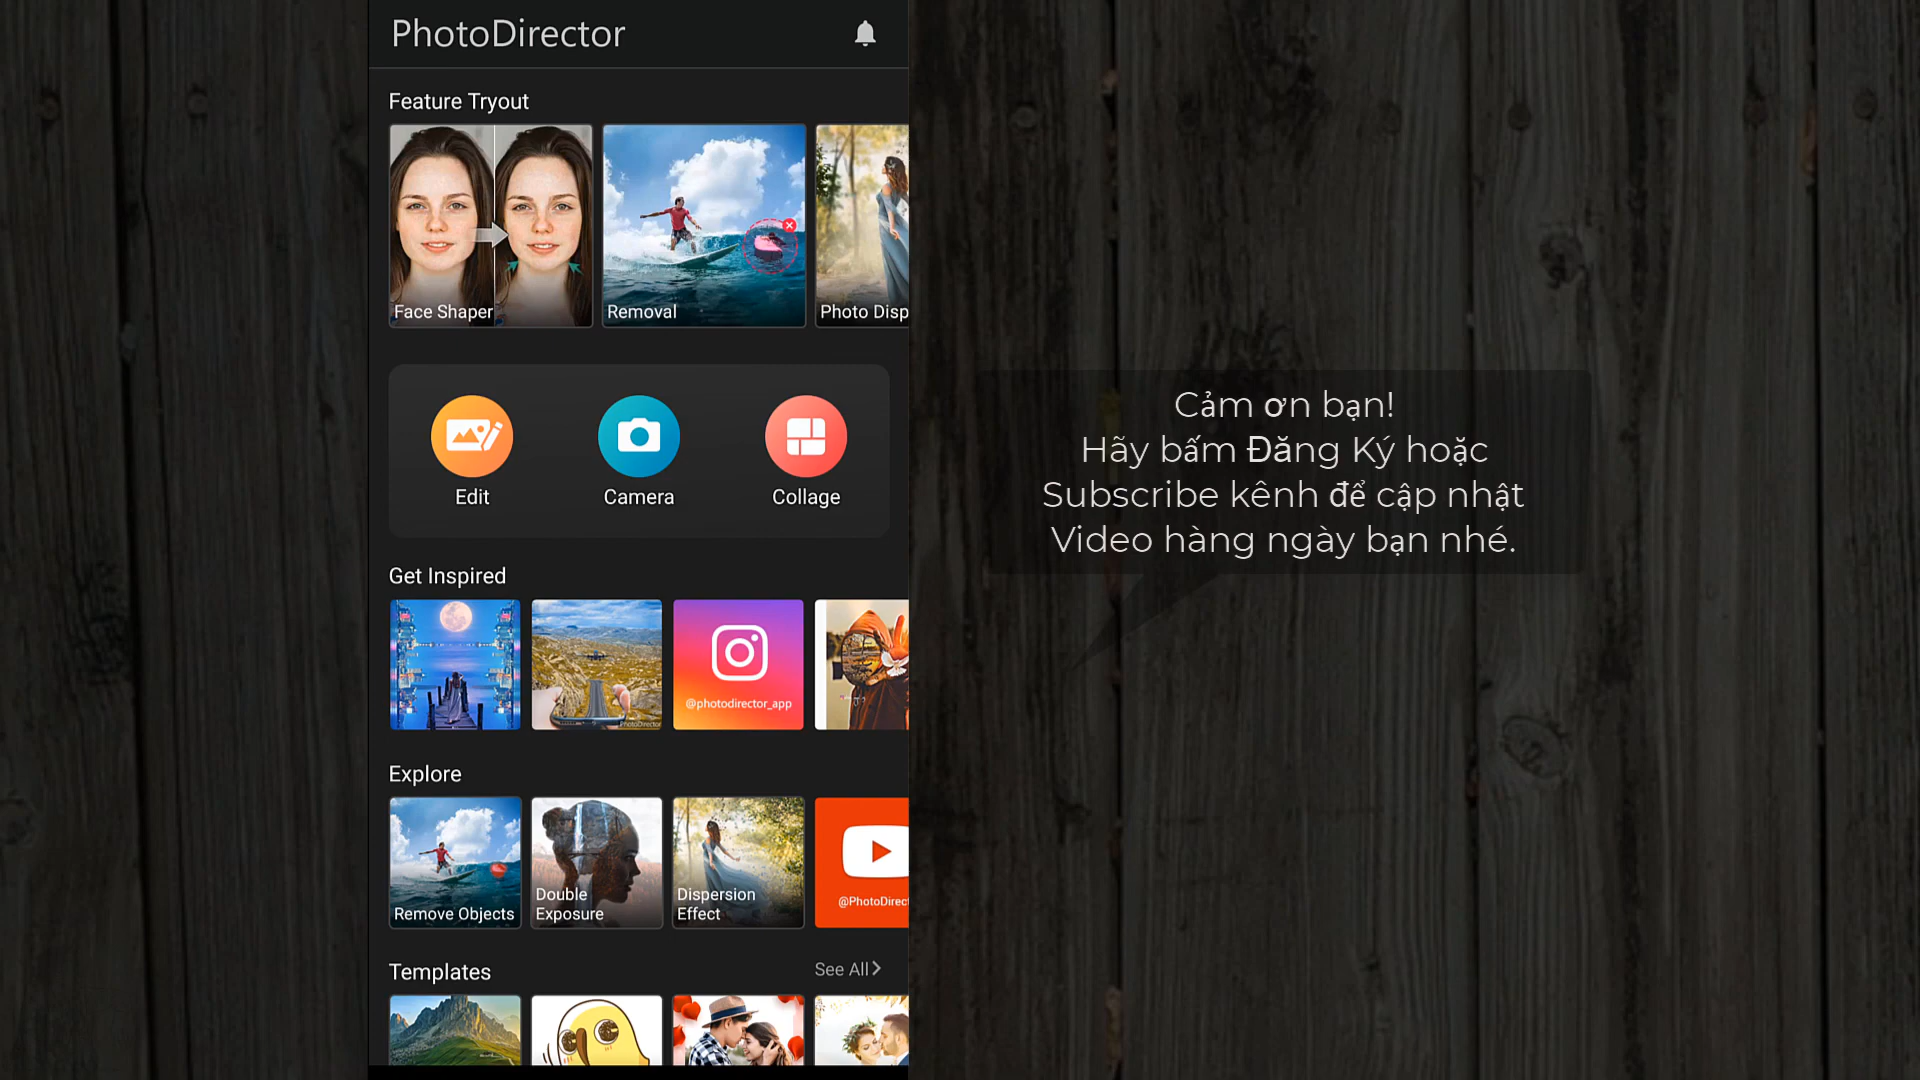 PhotoDirector
Feature Tryout
Face Shaper
Removal
Photo Disp
Edit
Camera
Collage
Get Inspired
PhotoDirector
@photodirector_app
Explore
Remove Objects
Double
Exposure
Dispersion
Effect
@PhotoDirect
Templates
See All
Cảm ơn bạn!
Hãy bấm Đăng Ký hoặc
Subscribe kênh để cập nhật
Video hàng ngày bạn nhé.